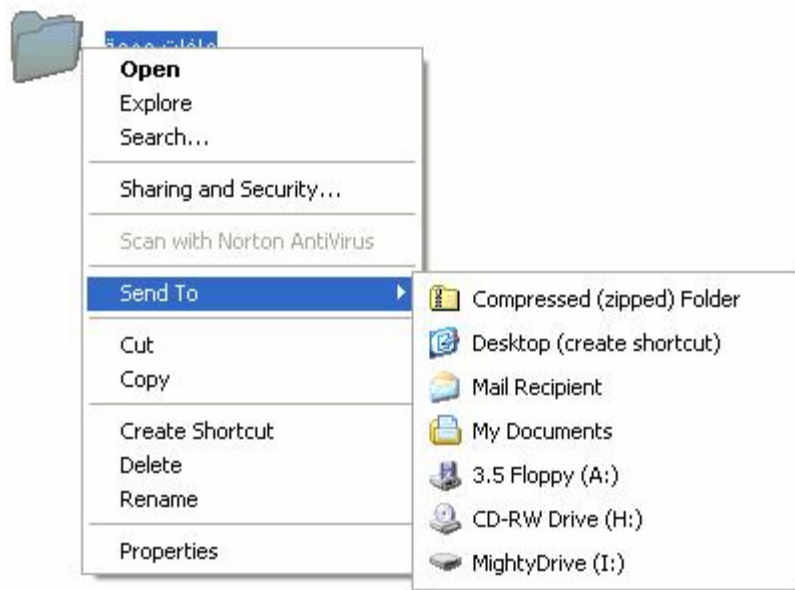 Open
Explore
Search...
Sharing and Security...
Scan with Norton AntiVirus
Send To
Cut
Copy
Create Shortcut
Delete
Rename
Properties
Compressed (zipped) Folder
Desktop (create shortcut)
Mail Recipient
My Documents
3.5 Floppy (A:)
CD-RW Drive (H:)
MightyDrive (I:)